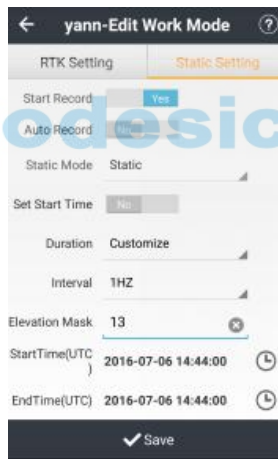 yann-Edit Work Mode ?
RTK Setting Static Setting
Start Record Yes
Auto Record No
odesic
Static Mode Static
Set Start Time No
Duration Customize
Interval 1HZ
Elevation Mask 13
StartTime(UTC
) 2016-07-06 14:44:00
EndTime(UTC) 2016-07-06 14:44:00
Save